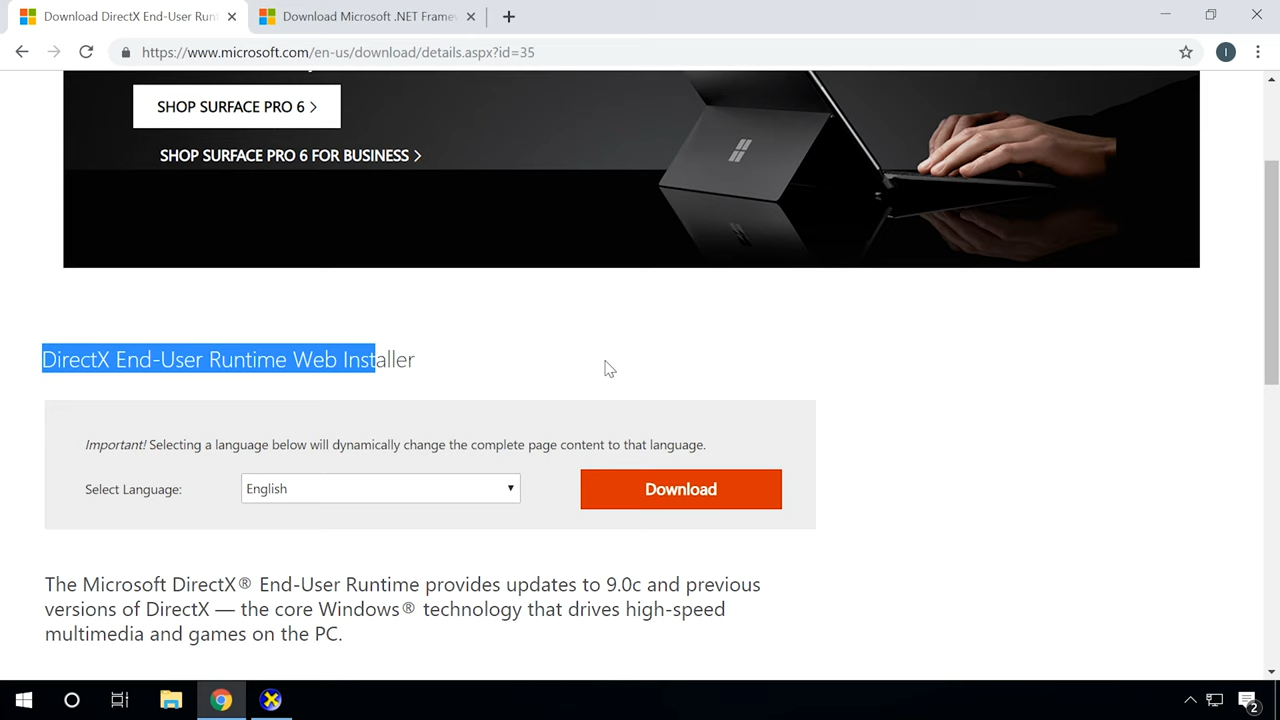 Download DirectX End-User Runt
Download Microsoft .NET Framew
https://www.microsoft.com/en-us/download/details.aspx?id=35
I
SHOP SURFACE PRO 6
SHOP SURFACE PRO 6 FOR BUSINESS
DirectX End-User Runtime Web Installer
Important! Selecting a language below will dynamically change the complete page content to that language.
Select Language:
English
Download
The Microsoft DirectX® End-User Runtime provides updates to 9.0c and previous
versions of DirectX — the core Windows® technology that drives high-speed
multimedia and games on the PC.
2